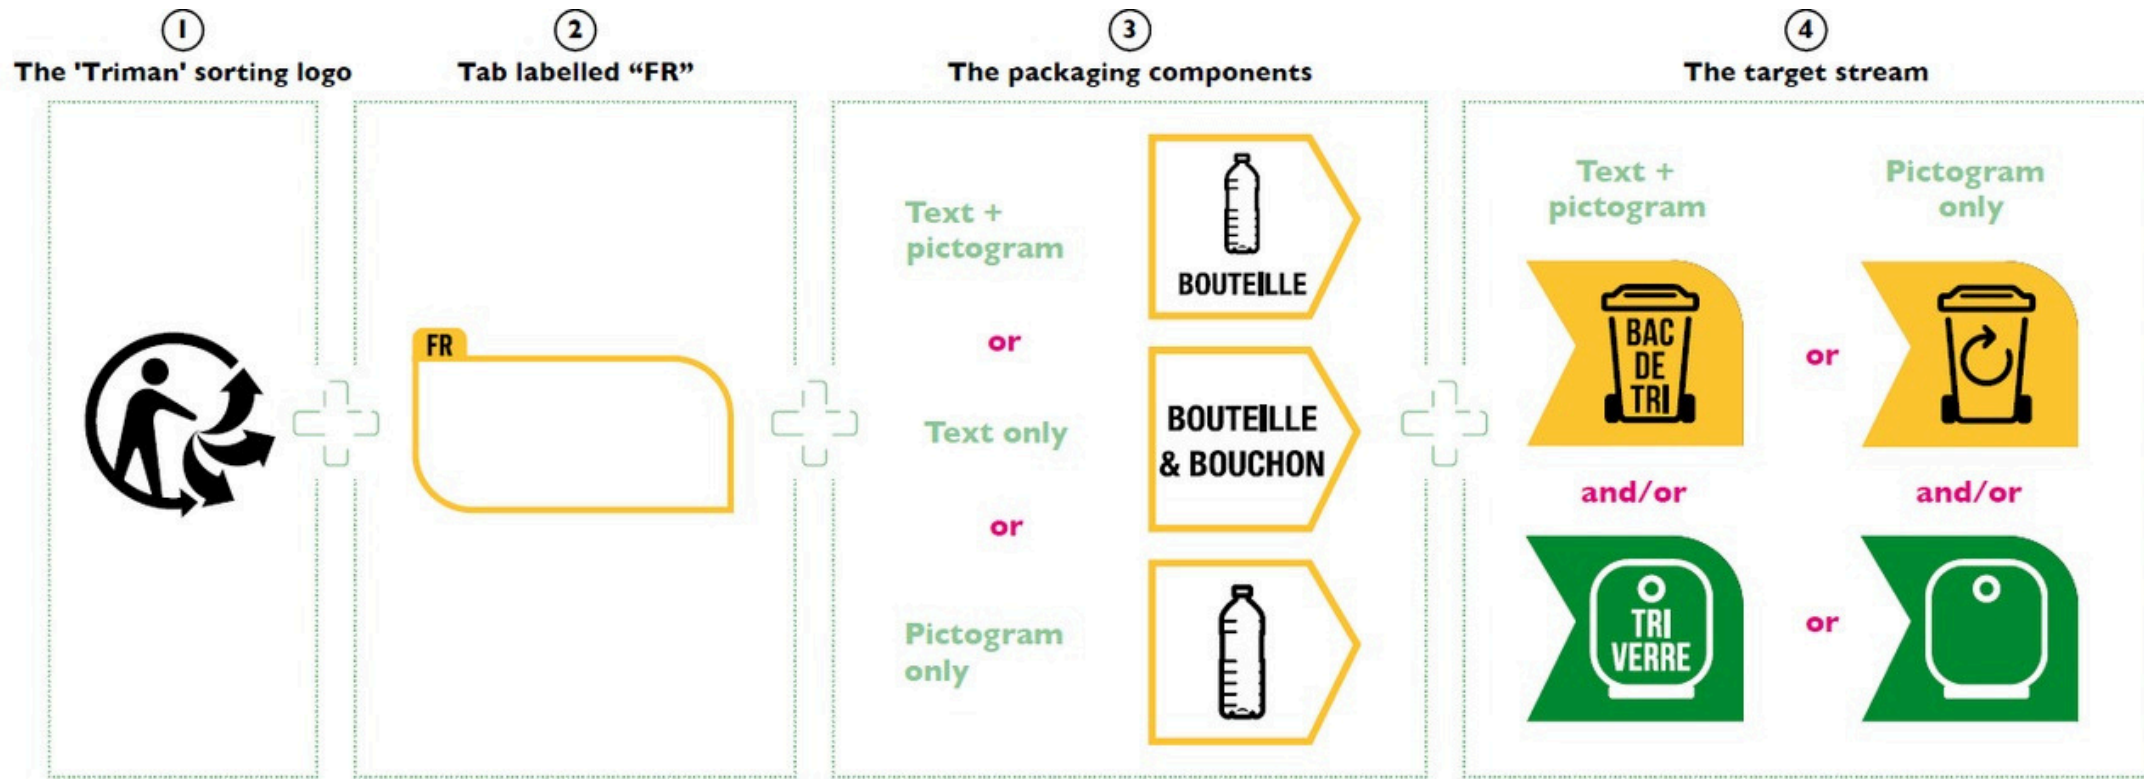 1
The 'Triman' sorting logo
2
Tab labelled “FR”
FR
3
The packaging components
Text +
pictogram
BOUTEILLE
or
Text only
BOUTEILLE
& BOUCHON
or
Pictogram
only
4
The target stream
Text +
pictogram
Pictogram
only
BAC
DE
TRI
or
and/or
and/or
TRI
VERRE
or